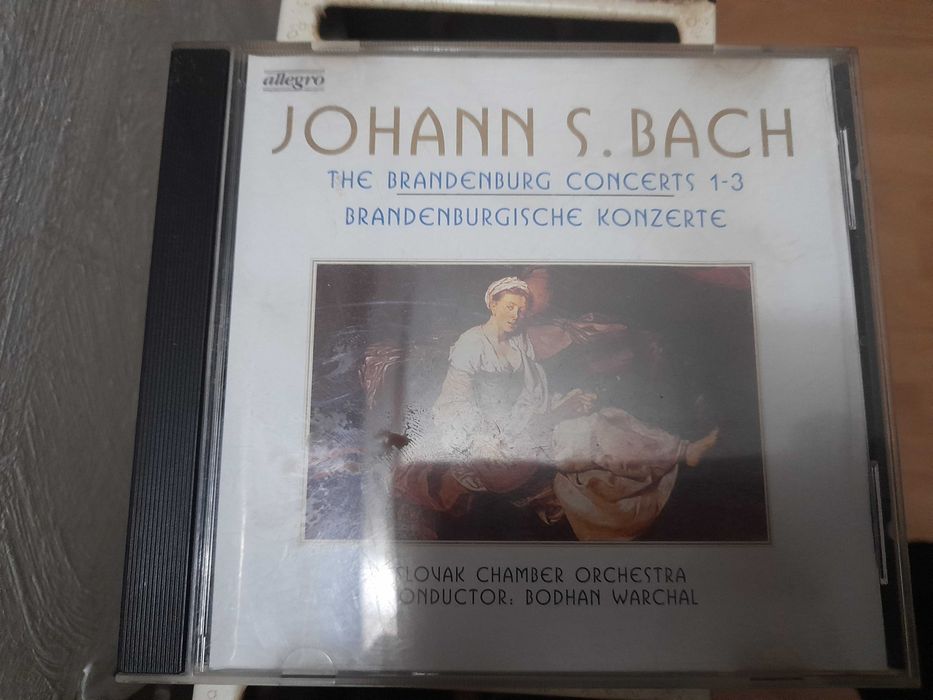 allegro
JOHANN S. BACH
THE BRANDENBURG CONCERTS 1-3
BRANDENBURGISCHE KONZERTE
SLOVAK CHAMBER ORCHESTRA
CONDUCTOR: BODHAN WARCHAL